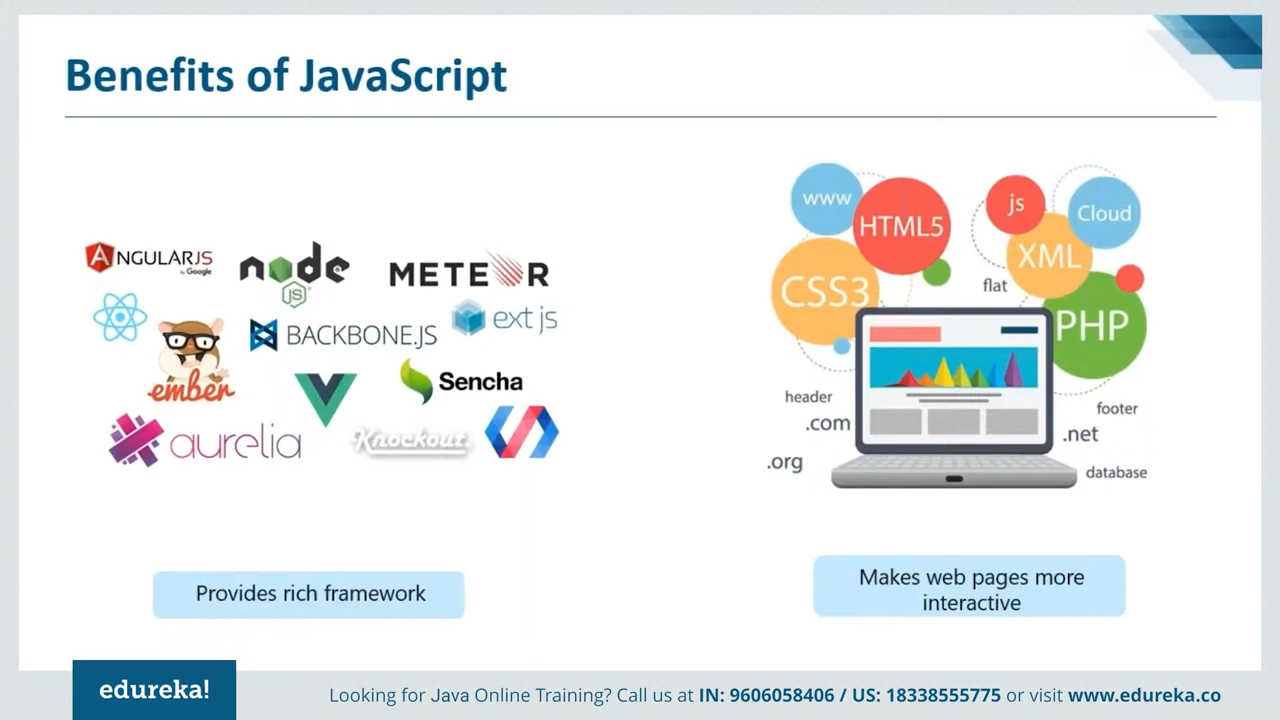 Benefits of JavaScript
ANGULARJS
by Google
node
JS
METEOR
BACKBONE.JS
ext js
ember
Sencha
aurelia
Knockout.
Provides rich framework
www
HTML5
js
Cloud
XML
CSS3
flat
PHP
header
.com
footer
.net
.org
database
Makes web pages more
interactive
edureka!
Looking for Java Online Training? Call us at IN: 9606058406 / US: 18338555775 or visit www.edureka.co